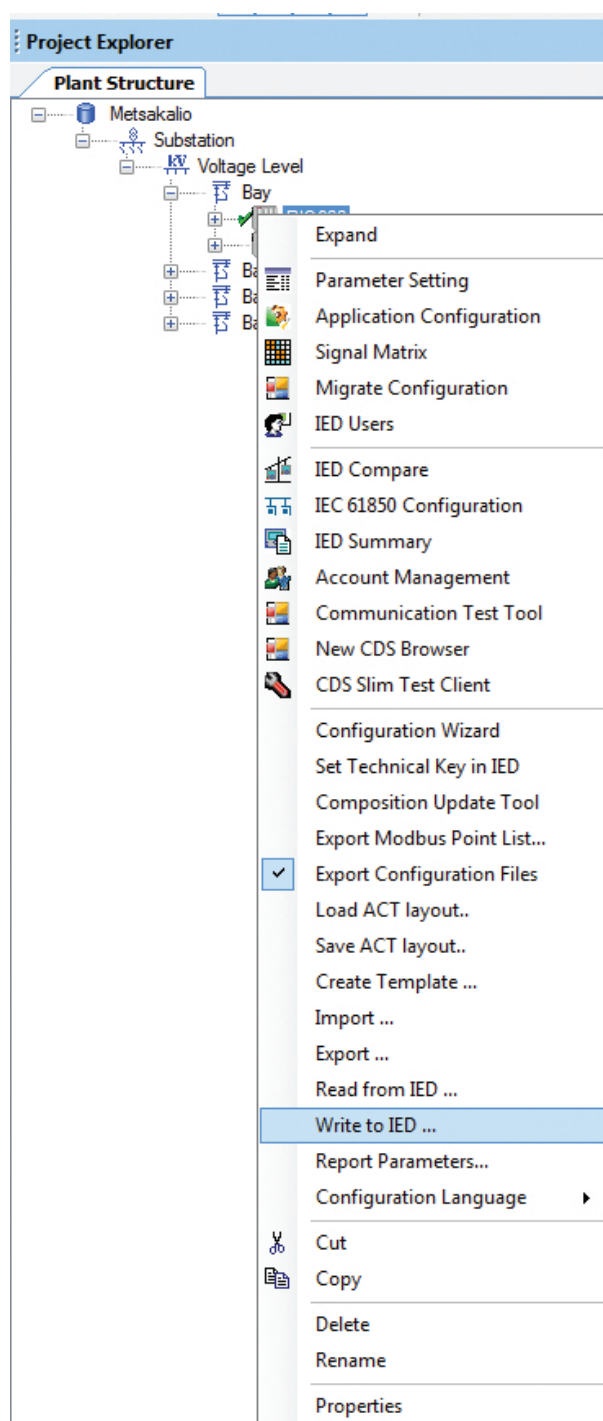 Project Explorer
Plant Structure
Metsakalio
Substation
Voltage Level
Bay
Expand
Parameter Setting
Application Configuration
Signal Matrix
Migrate Configuration
IED Users
IED Compare
IEC 61850 Configuration
IED Summary
Account Management
Communication Test Tool
New CDS Browser
CDS Slim Test Client
Configuration Wizard
Set Technical Key in IED
Composition Update Tool
Export Modbus Point List...
Export Configuration Files
Load ACT layout..
Save ACT layout..
Create Template ...
Import ...
Export ...
Read from IED ...
Write to IED ...
Report Parameters...
Configuration Language
Cut
Copy
Delete
Rename
Properties